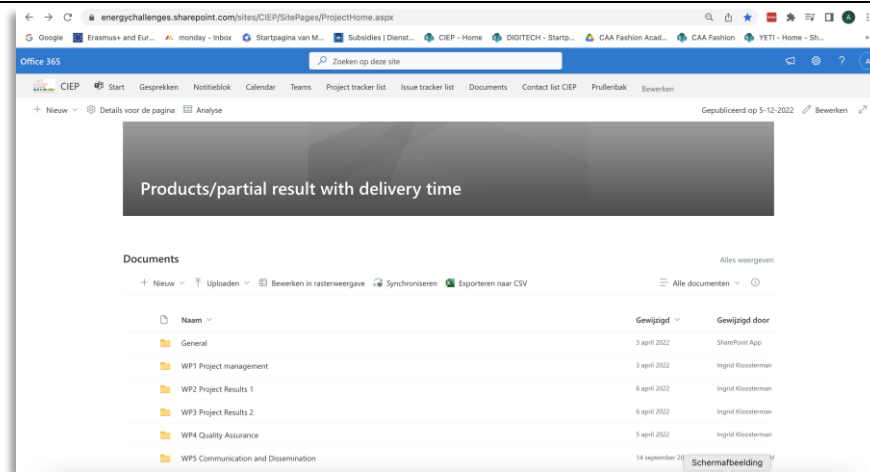 energychallenges.sharepoint.com/sites/CIEP/SitePages/ProjectHome.aspx
Google Erasmus+ and Eur... monday - Inbox Startpagina van M... Subsidies | Dienst... CIEP - Home DIGITECH - Startp... CAA Fashion Acad... CAA Fashion YETI - Home - Sh... »
Office 365 Zoeken op deze site ?
CIEP Start Gesprekken Notitieblok Calendar Teams Project tracker list Issue tracker list Documents Contact list CIEP Prullenbak Bewerken
+ Nieuw Details voor de pagina Analyse Gepubliceerd op 5-12-2022 Bewerken
Products/partial result with delivery time
Documents Alles weergeven
+ Nieuw Uploaden Bewerken in rasterweergave Synchroniseren Exporteren naar CSV Alle documenten
Naam Gewijzigd Gewijzigd door
General 3 april 2022 SharePoint App
WP1 Project management 3 april 2022 Ingrid Kloosterman
WP2 Project Results 1 6 april 2022 Ingrid Kloosterman
WP3 Project Results 2 6 april 2022 Ingrid Kloosterman
WP4 Quality Assurance 5 april 2022 Ingrid Kloosterman
WP5 Communication and Dissemination 14 september
Schermafbeelding